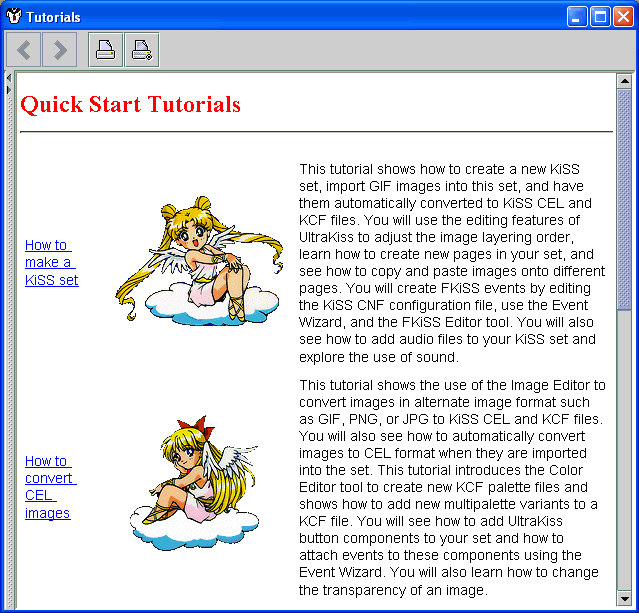 Tutorials
Quick Start Tutorials
How to
make a
KiSS set
This tutorial shows how to create a new KiSS
set, import GIF images into this set, and have
them automatically converted to KiSS CEL and
KCF files. You will use the editing features of
UltraKiss to adjust the image layering order,
learn how to create new pages in your set, and
see how to copy and paste images onto different
pages. You will create FKiSS events by editing
the KiSS CNF configuration file, use the Event
Wizard, and the FKiSS Editor tool. You will also
see how to add audio files to your KiSS set and
explore the use of sound.
How to
convert
CEL
images
This tutorial shows the use of the Image Editor to
convert images in alternate image format such
as GIF, PNG, or JPG to KiSS CEL and KCF files.
You will also see how to automatically convert
images to CEL format when they are imported
into the set. This tutorial introduces the Color
Editor tool to create new KCF palette files and
shows how to add new multipalette variants to a
KCF file. You will see how to add UltraKiss
button components to your set and how to
attach events to these components using the
Event Wizard. You will also learn how to change
the transparency of an image.